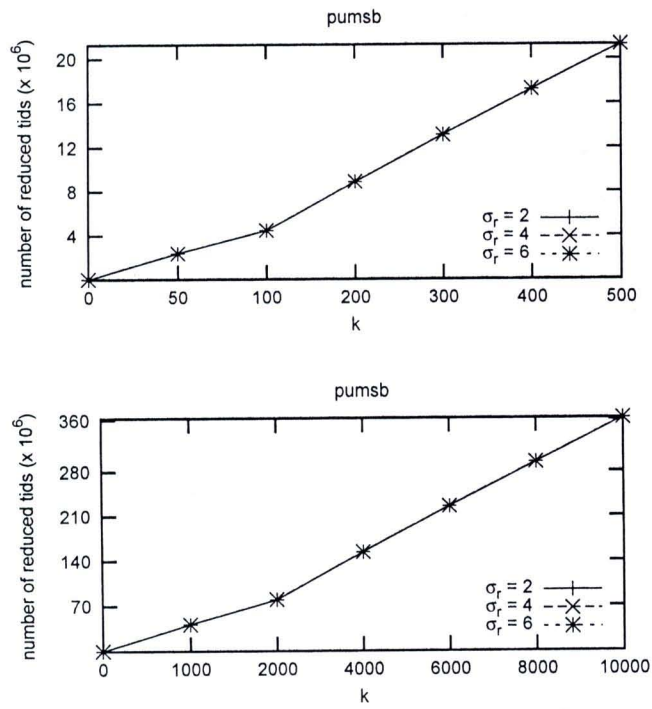 pumsb
number of reduced tids (x 10⁶)
20
16
12
8
4
σr = 2
σr = 4
σr = 6
0 50 100 200 300 400 500
k
pumsb
number of reduced tids (x 10⁶)
360
280
210
140
70
σr = 2
σr = 4
σr = 6
0 1000 2000 4000 6000 8000 10000
k